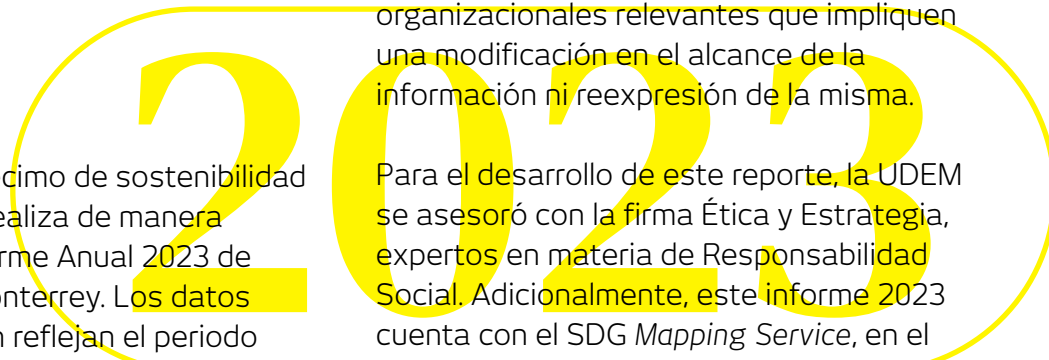 2023
cimo de sostenibilidad
ealiza de manera
rme Anual 2023 de
nterrey. Los datos
n reflejan el periodo
organizacionales relevantes que impliquen
una modificación en el alcance de la
información ni reexpresión de la misma.
Para el desarrollo de este reporte, la UDEM
se asesoró con la firma Ética y Estrategia,
expertos en materia de Responsabilidad
Social. Adicionalmente, este informe 2023
cuenta con el SDG Mapping Service, en el